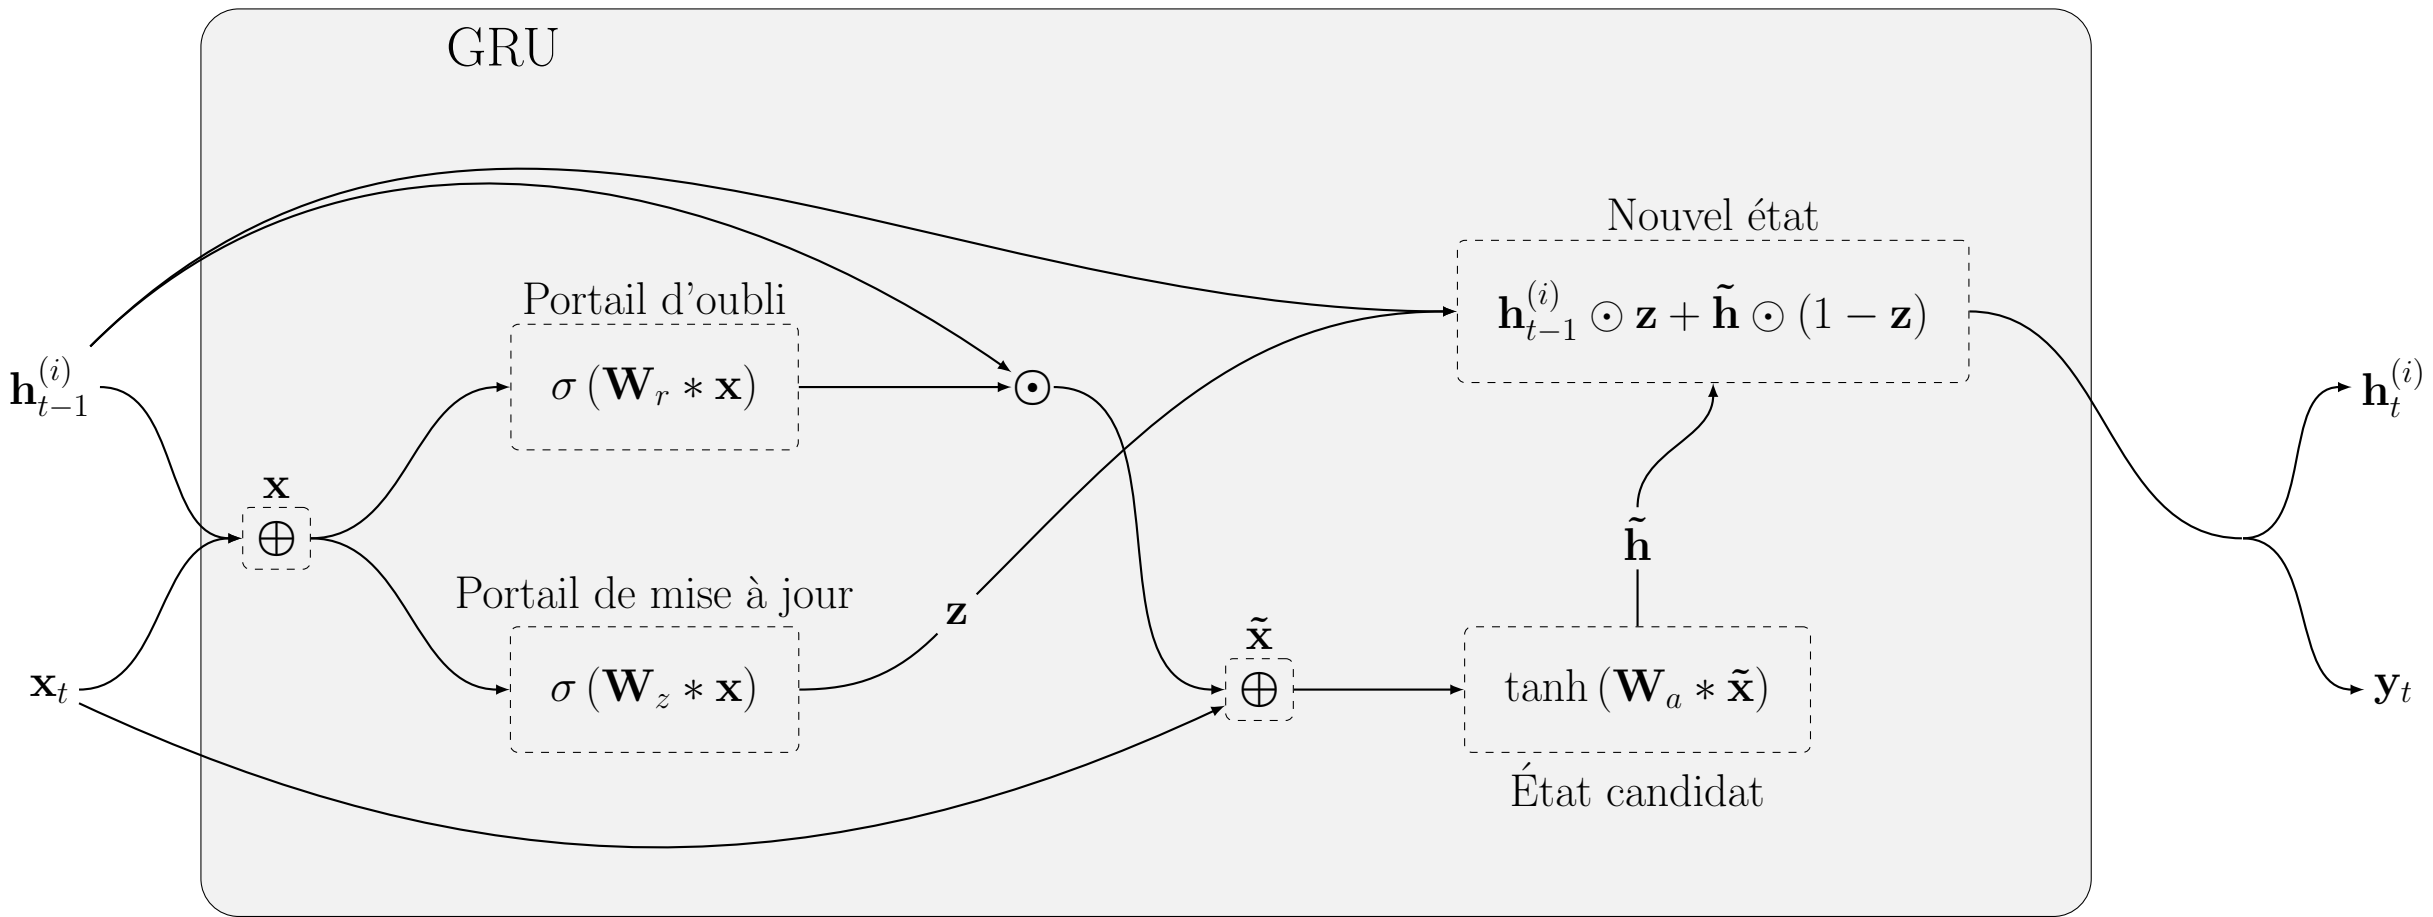 GRU
Nouvel état
h_{t-1}^{(i)} ⊙ z + h̃ ⊙ (1 − z)
Portail d'oubli
σ (W_r ∗ x)
⊙
h_{t-1}^{(i)}
h_t^{(i)}
x
⊕
h̃
Portail de mise à jour
z
σ (W_z ∗ x)
x̃
⊕
tanh (W_a ∗ x̃)
x_t
y_t
État candidat